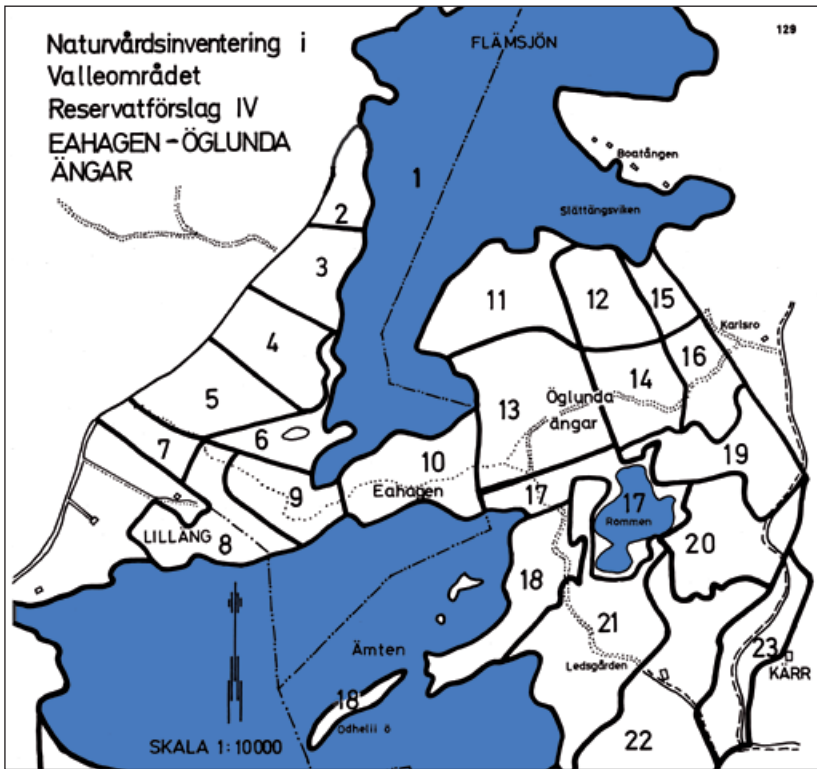 129
Naturvårdsinventering i
Valleområdet
Reservatförslag IV
EAHAGEN-ÖGLUNDA
ÄNGAR
FLÄMSJÖN
Boatången
1
Slättängsviken
2
3
11
12
15
Karlsro
4
16
14
5
13
Öglunda
ängar
6
7
10
19
9
Eahagen
17
17
Rommen
LILLÄNG
8
20
18
21
Ämten
Ledsgården
23
KÄRR
18
Odhelii ö
SKALA 1:10000
22